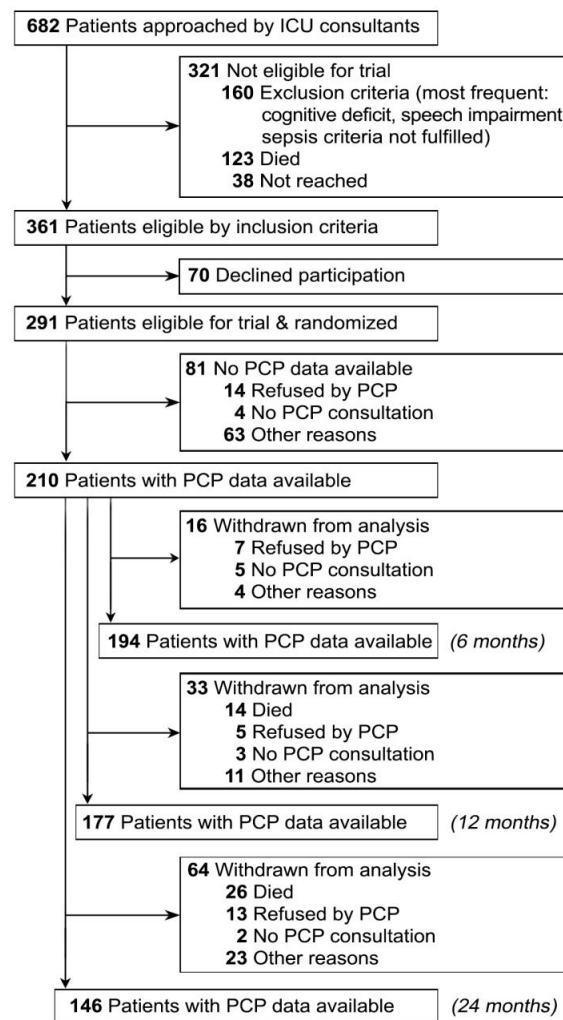 682 Patients approached by ICU consultants
321 Not eligible for trial
160 Exclusion criteria (most frequent:
cognitive deficit, speech impairment
sepsis criteria not fulfilled)
123 Died
38 Not reached
361 Patients eligible by inclusion criteria
70 Declined participation
291 Patients eligible for trial & randomized
81 No PCP data available
14 Refused by PCP
4 No PCP consultation
63 Other reasons
210 Patients with PCP data available
16 Withdrawn from analysis
7 Refused by PCP
5 No PCP consultation
4 Other reasons
194 Patients with PCP data available (6 months)
33 Withdrawn from analysis
14 Died
5 Refused by PCP
3 No PCP consultation
11 Other reasons
177 Patients with PCP data available (12 months)
64 Withdrawn from analysis
26 Died
13 Refused by PCP
2 No PCP consultation
23 Other reasons
146 Patients with PCP data available (24 months)